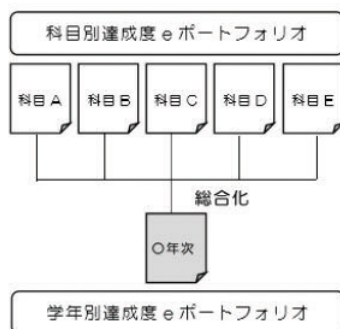 科目別達成度 e ポートフォリオ
科目A 科目B 科目C 科目D 科目E
総合化
〇年次
学年別達成度 e ポートフォリオ